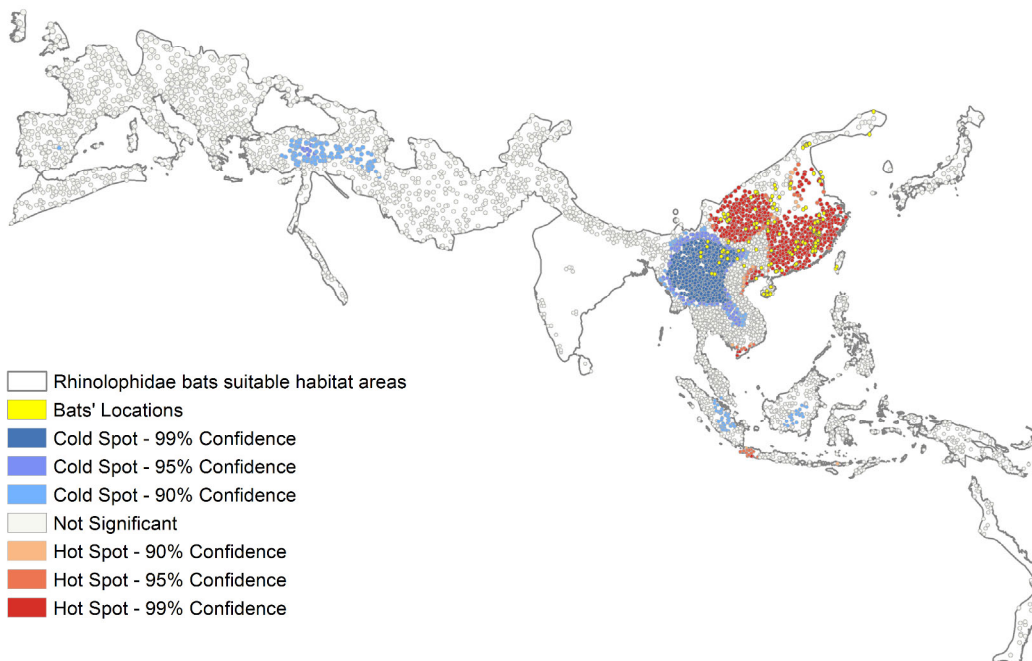 Rhinolophidae bats suitable habitat areas
Bats' Locations
Cold Spot - 99% Confidence
Cold Spot - 95% Confidence
Cold Spot - 90% Confidence
Not Significant
Hot Spot - 90% Confidence
Hot Spot - 95% Confidence
Hot Spot - 99% Confidence